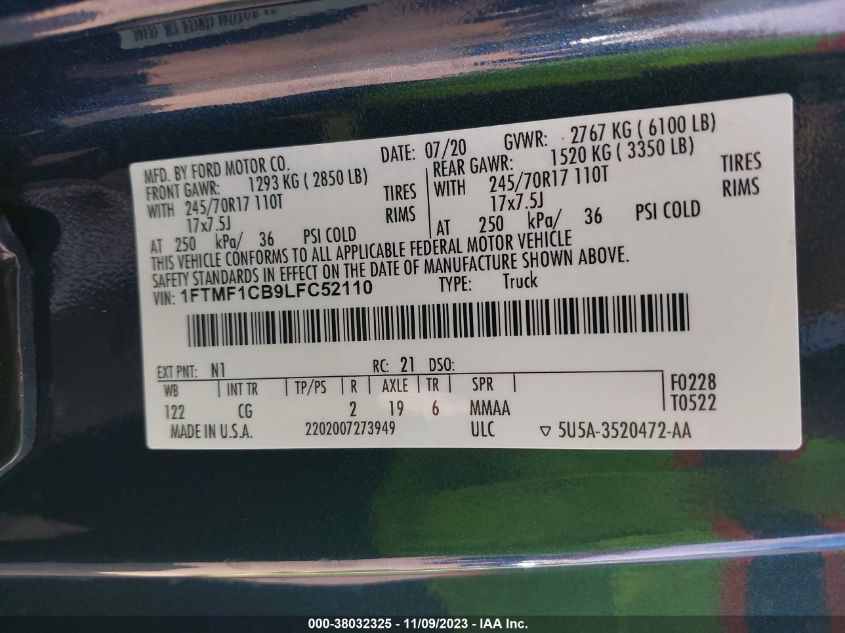 MFD. BY FORD MOTOR CO.
MFD. BY FORD MOTOR CO. DATE: 07/20 GVWR: 2767 KG ( 6100 LB)
FRONT GAWR: 1293 KG ( 2850 LB) REAR GAWR: 1520 KG ( 3350 LB)
WITH 245/70R17 110T TIRES WITH 245/70R17 110T TIRES
17x7.5J RIMS 17x7.5J RIMS
AT 250 kPa/ 36 PSI COLD AT 250 kPa/ 36 PSI COLD
THIS VEHICLE CONFORMS TO ALL APPLICABLE FEDERAL MOTOR VEHICLE
SAFETY STANDARDS IN EFFECT ON THE DATE OF MANUFACTURE SHOWN ABOVE.
VIN: 1FTMF1CB9LFC52110 TYPE: Truck
EXT PNT: N1 RC: 21 DSO:
WB INT TR TP/PS R AXLE TR SPR F0228
122 CG 2 19 6 MMAA T0522
MADE IN U.S.A. 2202007273949 ULC ▽ 5U5A-3520472-AA
000-38032325 - 11/09/2023 - IAA Inc.